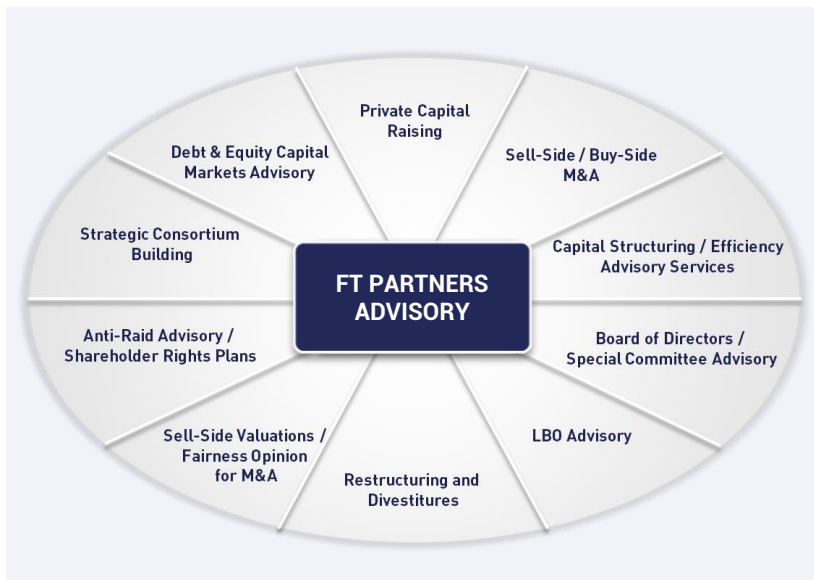 Private Capital
Raising
Sell-Side / Buy-Side
M&A
Capital Structuring / Efficiency
Advisory Services
Board of Directors /
Special Committee Advisory
LBO Advisory
Restructuring and
Divestitures
Sell-Side Valuations /
Fairness Opinion
for M&A
Anti-Raid Advisory /
Shareholder Rights Plans
Strategic Consortium
Building
Debt & Equity Capital
Markets Advisory
FT PARTNERS
ADVISORY